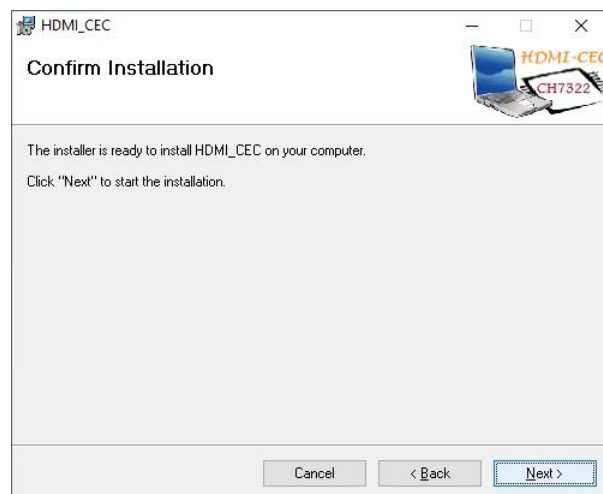 HDMI_CEC
Confirm Installation
HDMI-CEC
CH7322
The installer is ready to install HDMI_CEC on your computer.
Click "Next" to start the installation.
Cancel
< Back
Next >